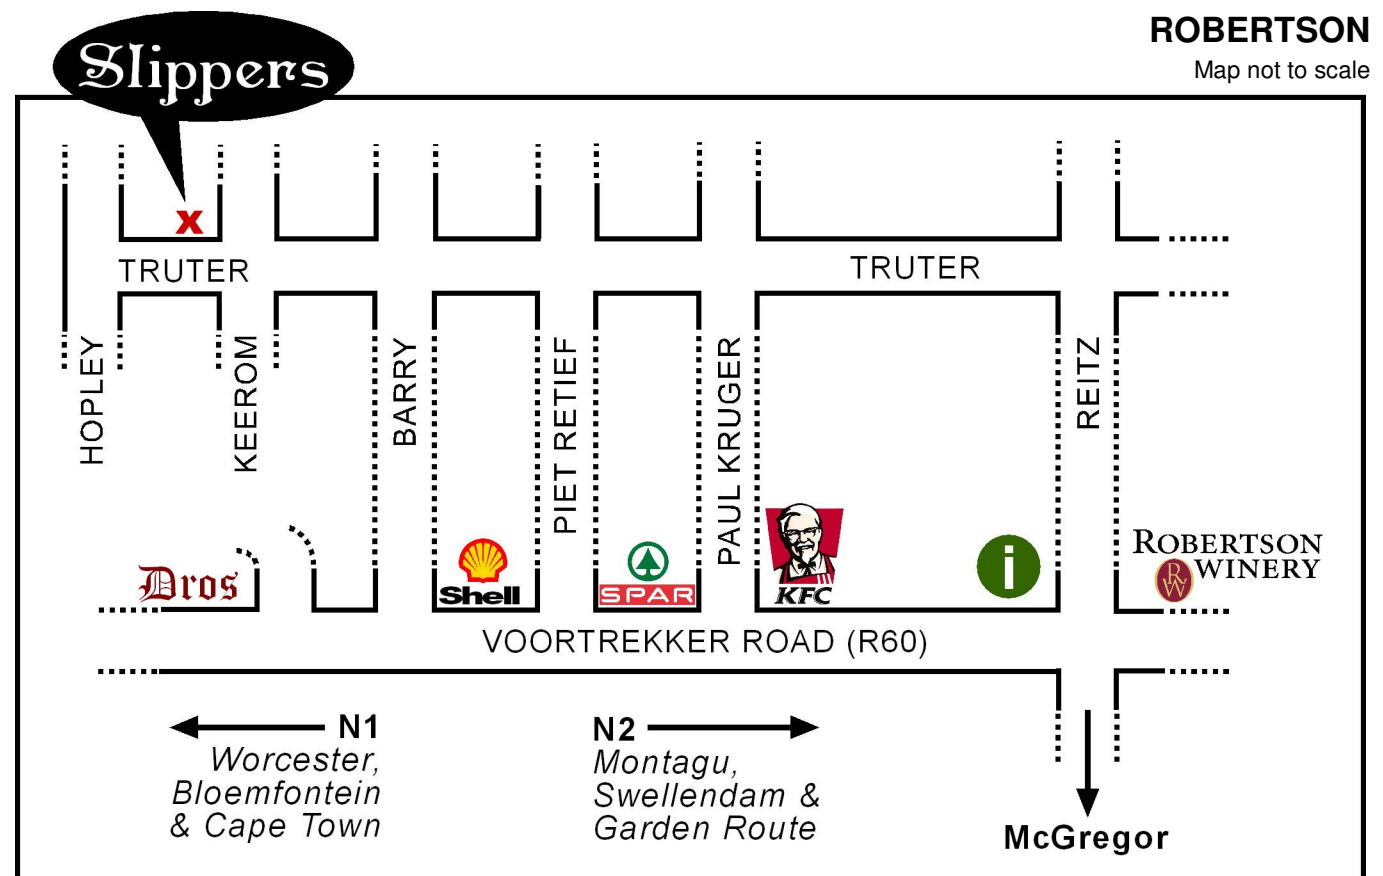 Slippers
ROBERTSON
Map not to scale
x
TRUTER
TRUTER
HOPLEY
KEEROM
BARRY
PIET RETIEF
PAUL KRUGER
REITZ
Dros
Shell
SPAR
KFC
i
ROBERTSON
WINERY
RW
VOORTREKKER ROAD (R60)
N1
Worcester,
Bloemfontein
& Cape Town
N2
Montagu,
Swellendam &
Garden Route
McGregor